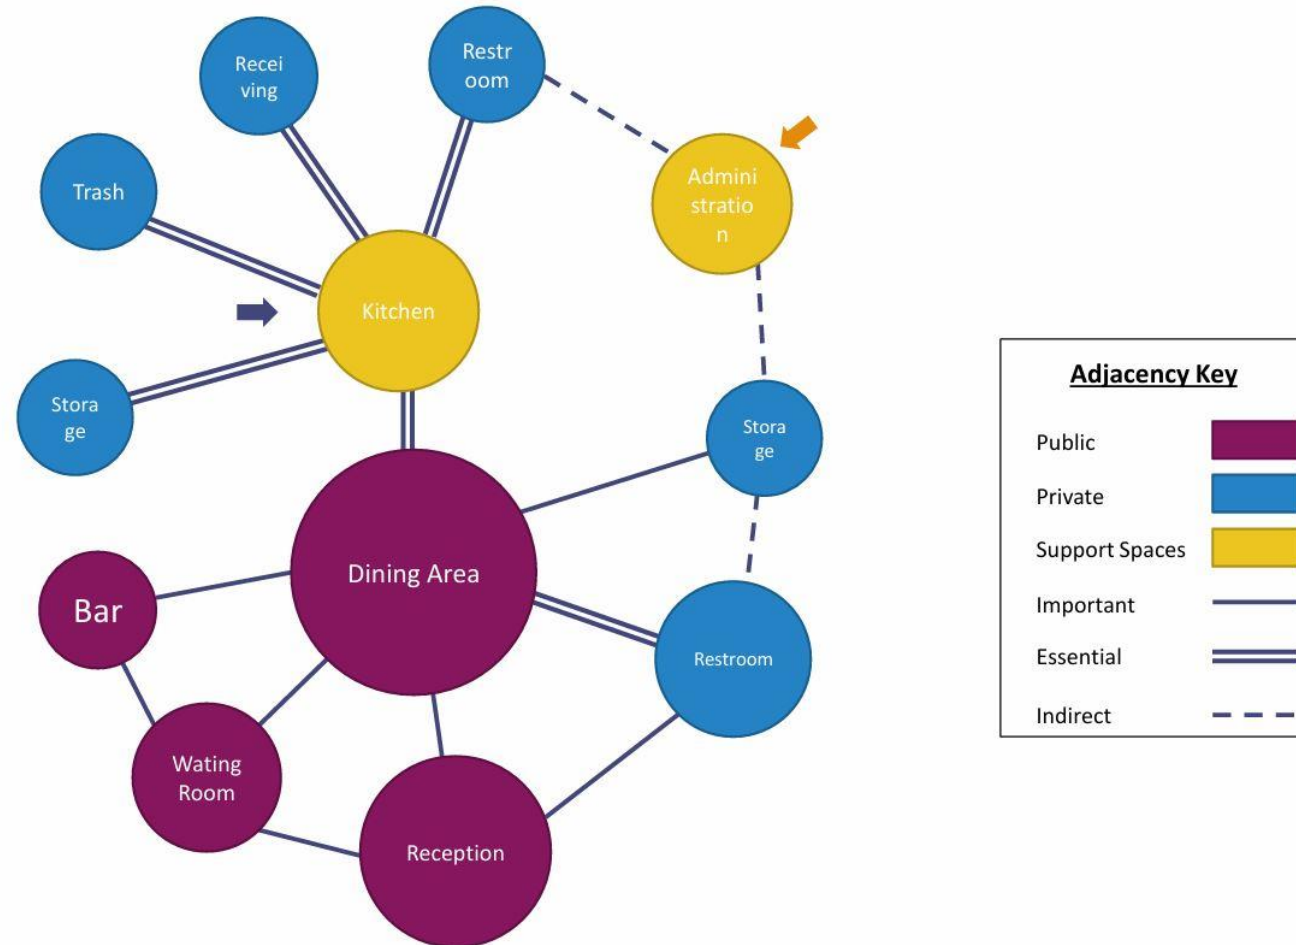 Recei
ving
Restr
oom
Trash
Admini
stratio
n
Kitchen
Stora
ge
Stora
ge
Dining Area
Bar
Restroom
Wating
Room
Reception
Adjacency Key
Public
Private
Support Spaces
Important
Essential
Indirect